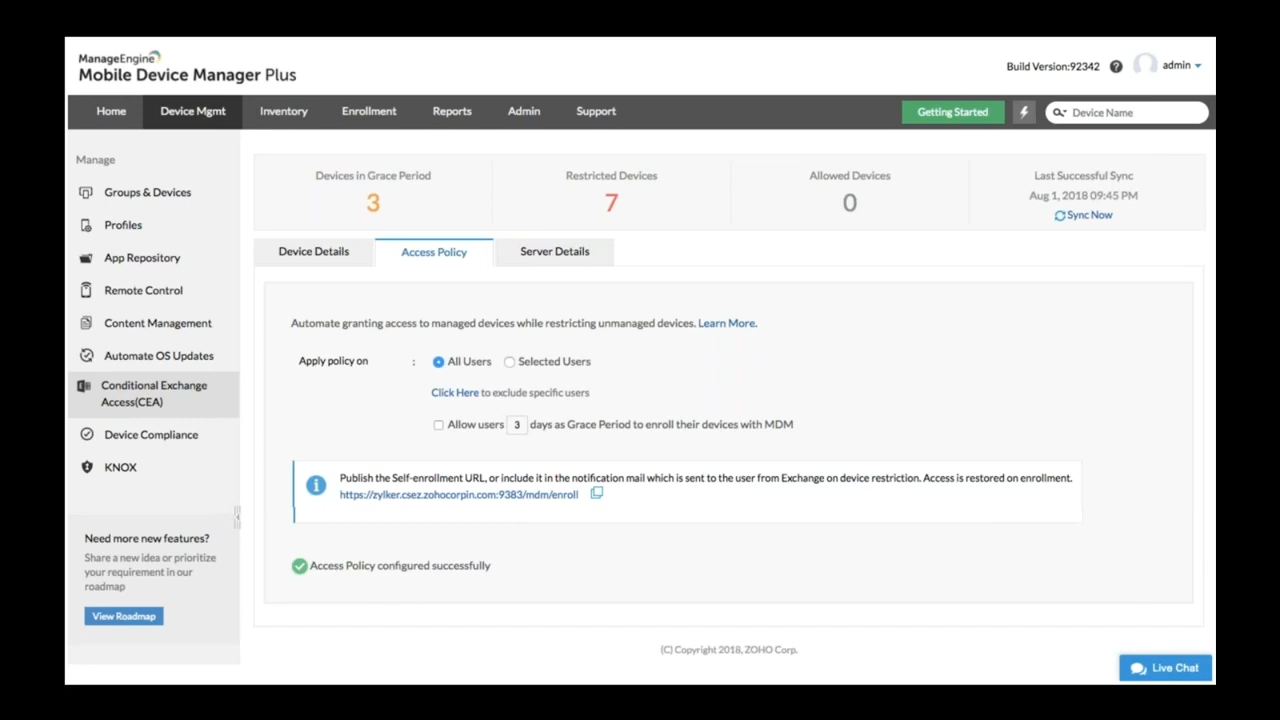 ManageEngine
Mobile Device Manager Plus
Build Version:92342
admin
Home
Device Mgmt
Inventory
Enrollment
Reports
Admin
Support
Getting Started
Device Name
Manage
Groups & Devices
Profiles
App Repository
Remote Control
Content Management
Automate OS Updates
Conditional Exchange
Access(CEA)
Device Compliance
KNOX
Need more new features?
Share a new idea or prioritize
your requirement in our
roadmap
View Roadmap
Devices in Grace Period
3
Restricted Devices
7
Allowed Devices
0
Last Successful Sync
Aug 1, 2018 09:45 PM
Sync Now
Device Details
Access Policy
Server Details
Automate granting access to managed devices while restricting unmanaged devices. Learn More.
Apply policy on : All Users Selected Users
Click Here to exclude specific users
Allow users 3 days as Grace Period to enroll their devices with MDM
Publish the Self-enrollment URL, or include it in the notification mail which is sent to the user from Exchange on device restriction. Access is restored on enrollment.
https://zylker.csez.zohocorpin.com:9383/mdm/enroll
Access Policy configured successfully
(C) Copyright 2018, ZOHO Corp.
Live Chat